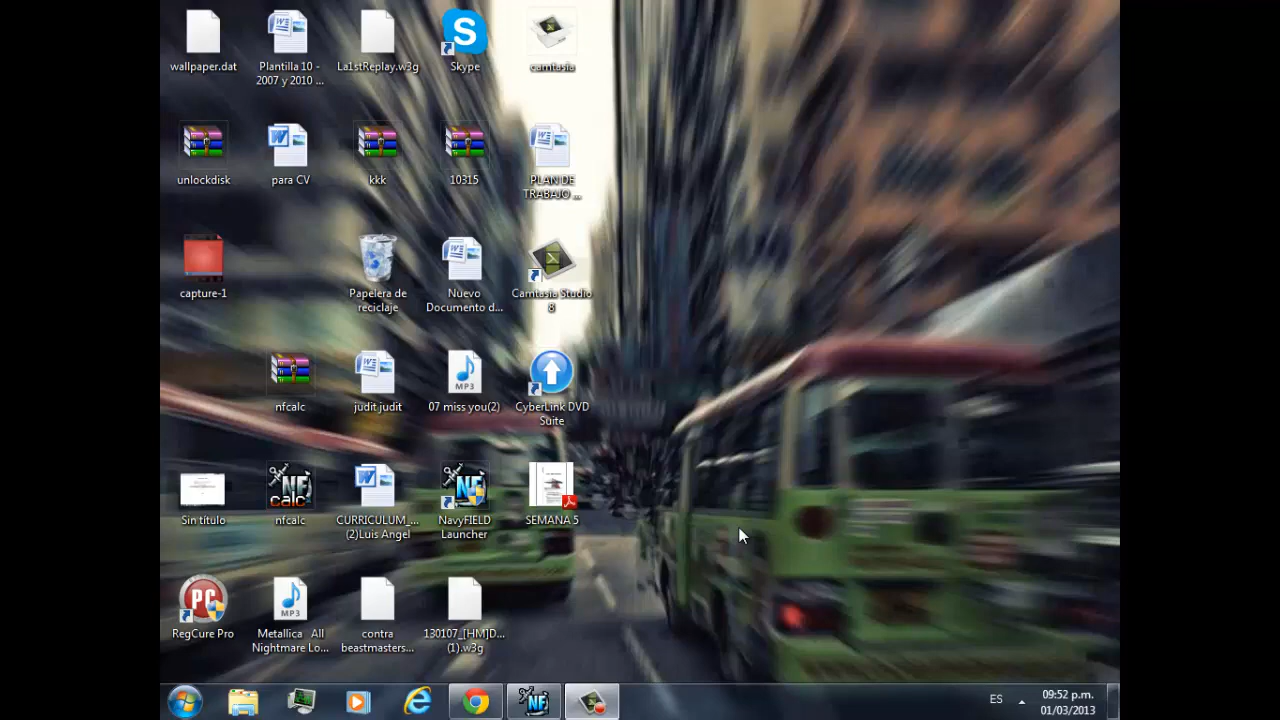 wallpaper.dat
Plantilla 10 -
2007 y 2010 ...
La1stReplay.w3g
Skype
camtasia
unlockdisk
para CV
kkk
10315
PLAN DE
TRABAJO ...
capture-1
Papelera de
reciclaje
Nuevo
Documento d...
Camtasia Studio
8
nfcalc
judit.judit
07 miss you(2)
CyberLink DVD
Suite
Sin título
nfcalc
CURRICULUM_...
(2)Luis Angel
NavyFIELD
Launcher
SEMANA 5
RegCure Pro
Metallica All
Nightmare Lo...
contra
beastmasters...
130107_[HM]D...
(1).w3g
ES
09:52 p.m.
01/03/2013